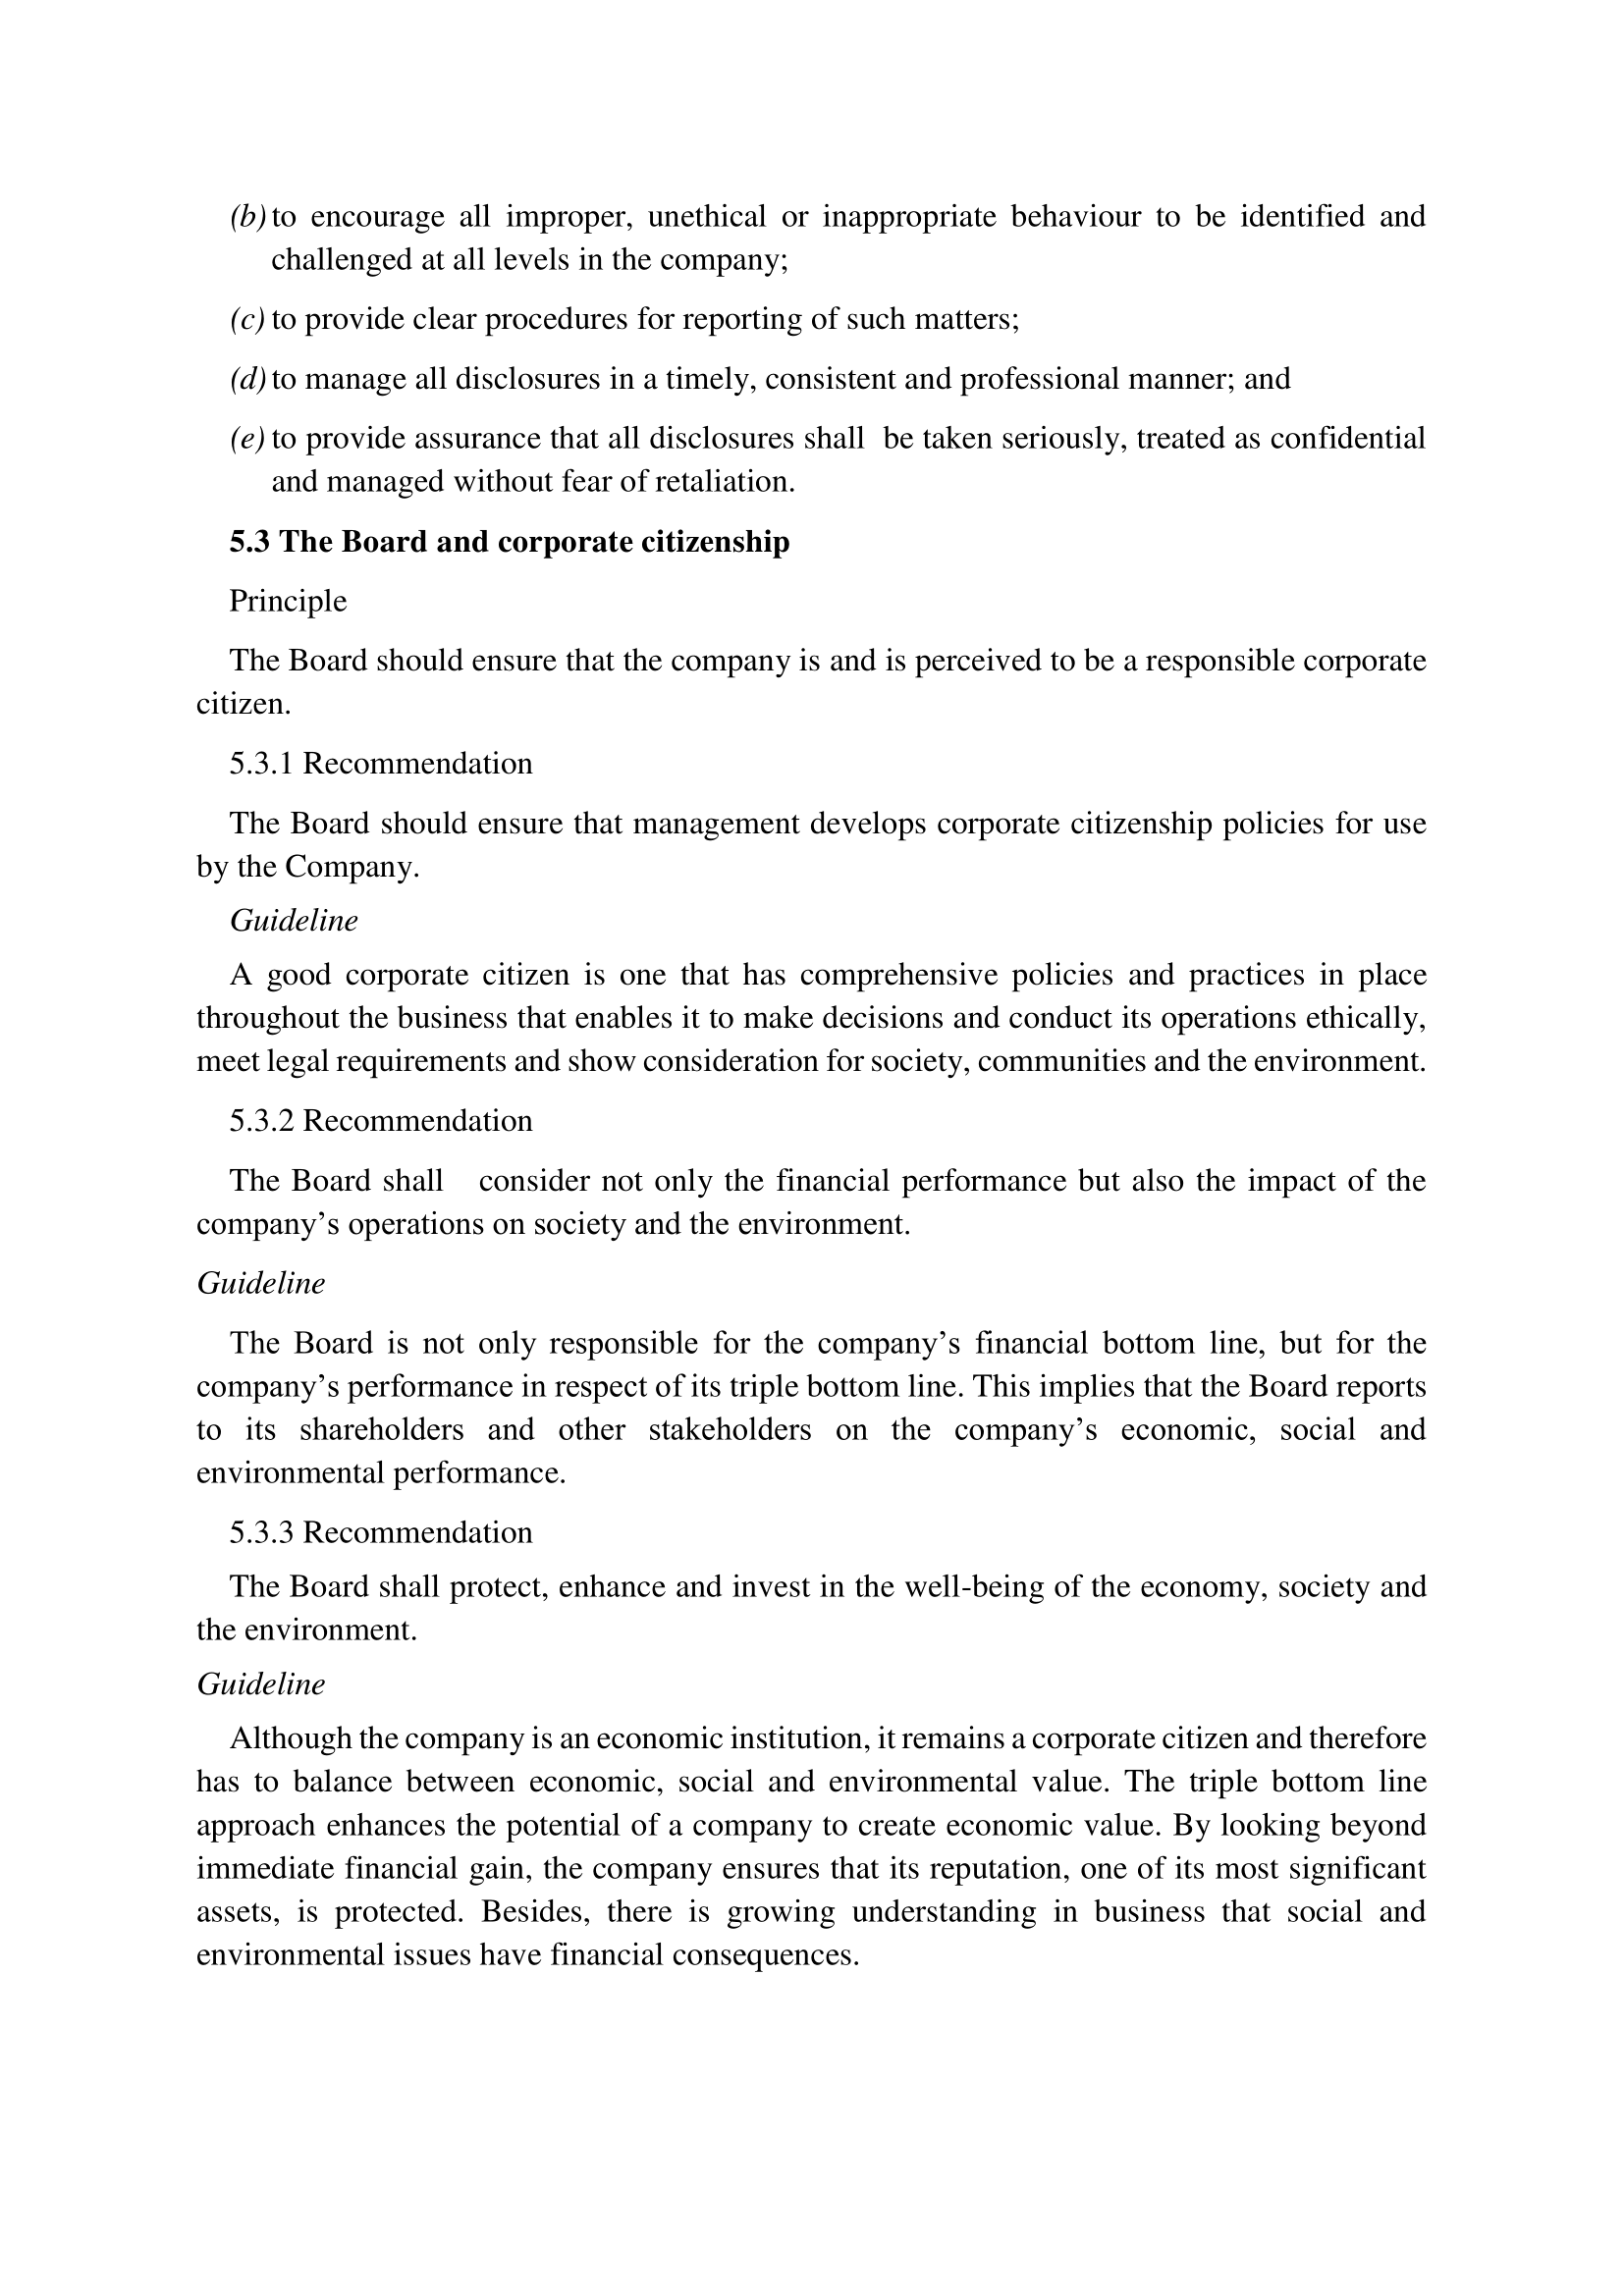 (b) to encourage all improper, unethical or inappropriate behaviour to be identified and
challenged at all levels in the company;
(c) to provide clear procedures for reporting of such matters;
(d) to manage all disclosures in a timely, consistent and professional manner; and
(e) to provide assurance that all disclosures shall  be taken seriously, treated as confidential
and managed without fear of retaliation.
5.3 The Board and corporate citizenship
Principle
The Board should ensure that the company is and is perceived to be a responsible corporate
citizen.
5.3.1 Recommendation
The Board should ensure that management develops corporate citizenship policies for use
by the Company.
Guideline
A good corporate citizen is one that has comprehensive policies and practices in place
throughout the business that enables it to make decisions and conduct its operations ethically,
meet legal requirements and show consideration for society, communities and the environment.
5.3.2 Recommendation
The Board shall   consider not only the financial performance but also the impact of the
company’s operations on society and the environment.
Guideline
The Board is not only responsible for the company’s financial bottom line, but for the
company’s performance in respect of its triple bottom line. This implies that the Board reports
to its shareholders and other stakeholders on the company’s economic, social and
environmental performance.
5.3.3 Recommendation
The Board shall protect, enhance and invest in the well-being of the economy, society and
the environment.
Guideline
Although the company is an economic institution, it remains a corporate citizen and therefore
has to balance between economic, social and environmental value. The triple bottom line
approach enhances the potential of a company to create economic value. By looking beyond
immediate financial gain, the company ensures that its reputation, one of its most significant
assets, is protected. Besides, there is growing understanding in business that social and
environmental issues have financial consequences.